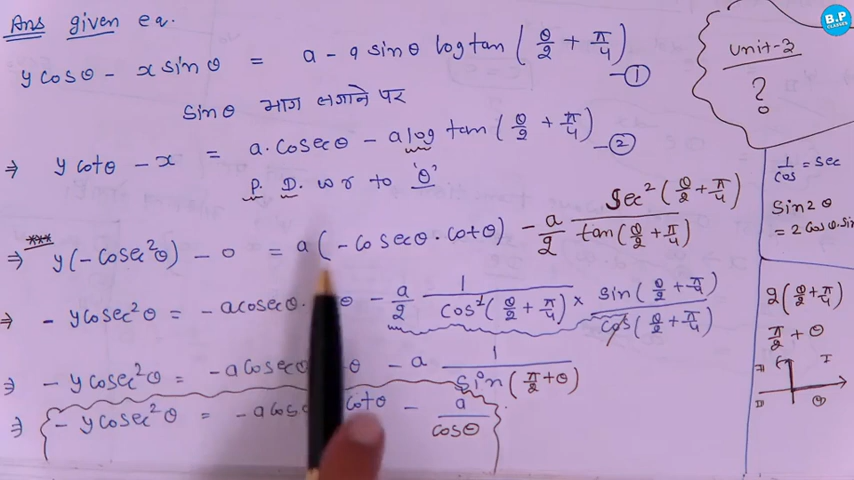 Ans given eq.
y cosθ - x sinθ = a - a sinθ log tan (θ/2 + π/4) —①
sinθ भाग लगाने पर
⇒ y cotθ - x = a. cosecθ - a log tan (θ/2 + π/4) —②
P. D. w r to 'θ'
*** ⇒ y(-cosec²θ) - 0 = a(-cosecθ. cotθ) - a/2 sec²(θ/2 + π/4) / tan(θ/2 + π/4)
⇒ - y cosec²θ = - a cosecθ. θ - a/2 1/cos²(θ/2 + π/4) × sin(θ/2 + π/4) / cos(θ/2 + π/4)
⇒ - y cosec²θ = - a cosecθ θ - a 1/sin(π/2 + θ)
⇒ - y cosec²θ = - a cosec cotθ - a/cosθ.
B.P
CLASSES
Unit-3
?
1/cos = sec
sin2θ
= 2 cosθ. sin
2(θ/2 + π/4)
π/2 + θ